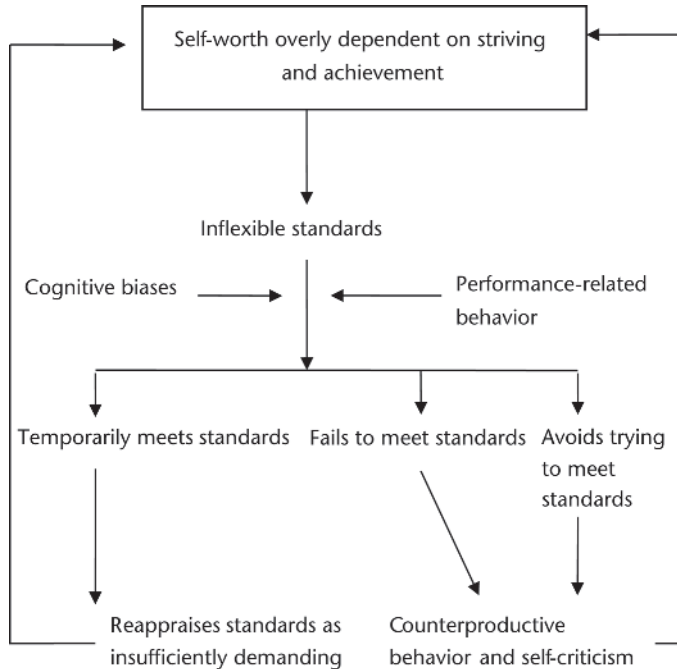 Self-worth overly dependent on striving
and achievement
Inflexible standards
Cognitive biases
Performance-related
behavior
Temporarily meets standards
Fails to meet standards
Avoids trying
to meet
standards
Reappraises standards as
insufficiently demanding
Counterproductive
behavior and self-criticism